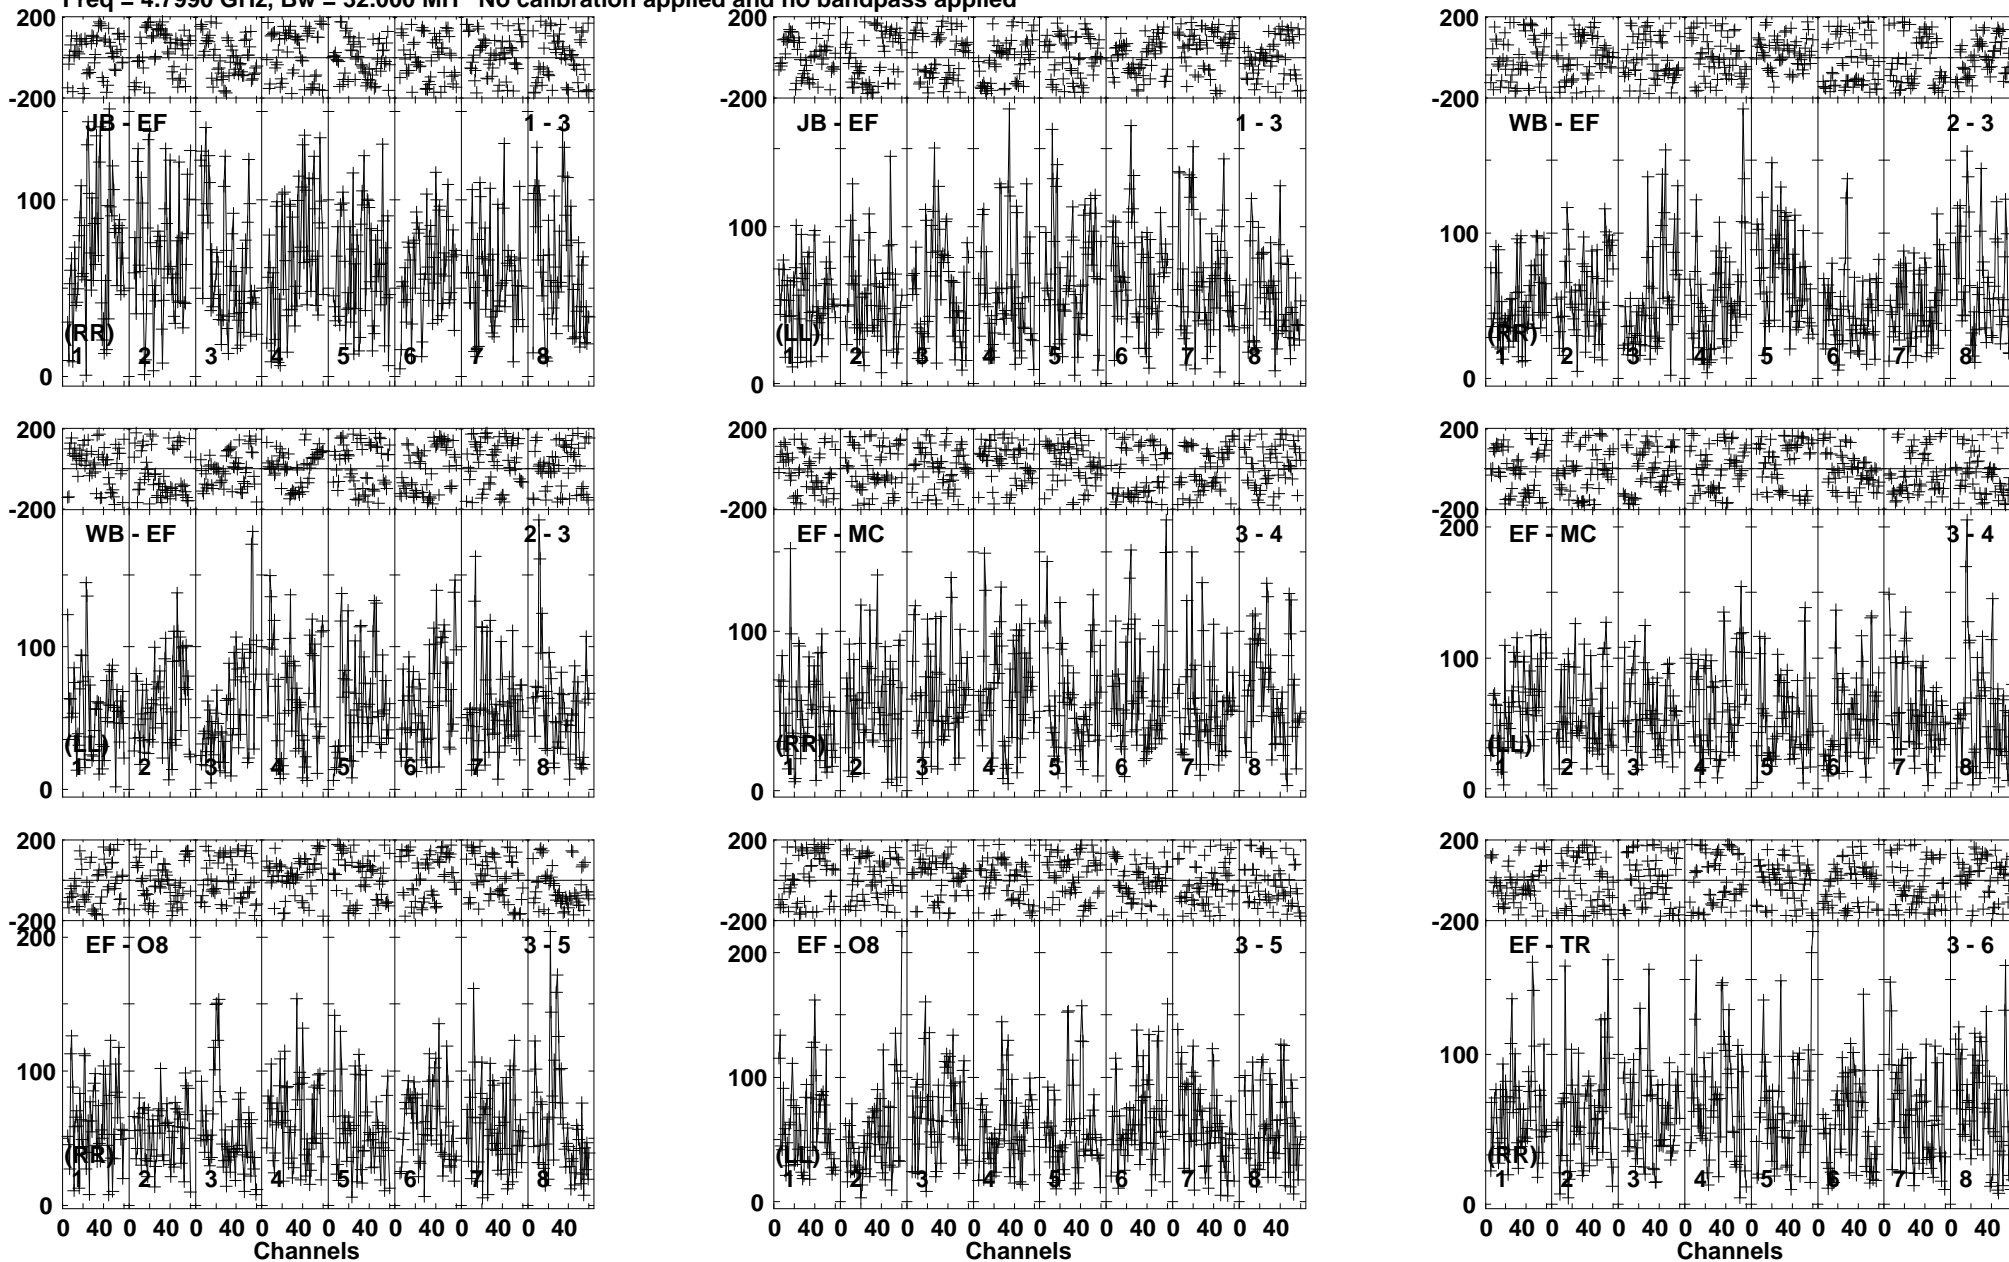 Freq = 4.7990 GHz, Bw = 32.000 MH No calibration applied and no bandpass applied
200 200 200
-200 -200 -200
JB - EF 1 - 3 JB - EF 1 - 3 WB - EF 2 - 3
100 100 100
(RR) (LL) (RR)
1 2 3 4 5 6 7 8 1 2 3 4 5 6 7 8 1 2 3 4 5 6 7 8
0 0 0
200 200 200
-200 -200 -200
200
WB - EF 2 - 3 EF - MC 3 - 4 EF - MC 3 - 4
100 100 100
(LL) (RR) (LL)
1 2 3 4 5 6 7 8 1 2 3 4 5 6 7 8 1 2 3 4 5 6 7 8
0 0 0
200 200 200
-200 -200 -200
200 200
EF - O8 3 - 5 EF - O8 3 - 5 EF - TR 3 - 6
100 100 100
(RR) (LL) (RR)
1 2 3 4 5 6 7 8 1 2 3 4 5 6 7 8 1 2 3 4 5 6 7 8
0 0 0
0 40 0 40 0 40 0 40 0 40 0 40 0 40 0 40 0 40 0 40 0 40 0 40 0 40 0 40 0 40 0 40 0 40 0 40 0 40 0 40 0 40 0 40 0 40 0 40
Channels Channels Channels